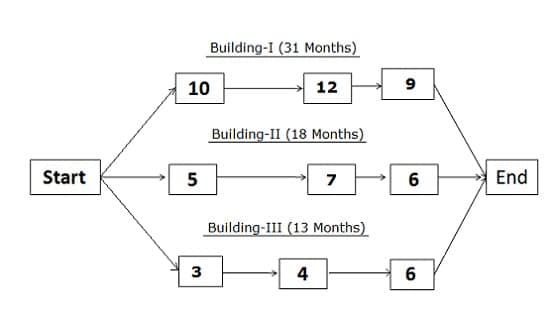 Building-I (31 Months)
10 12 9
Building-II (18 Months)
Start 5 7 6 End
Building-III (13 Months)
3 4 6